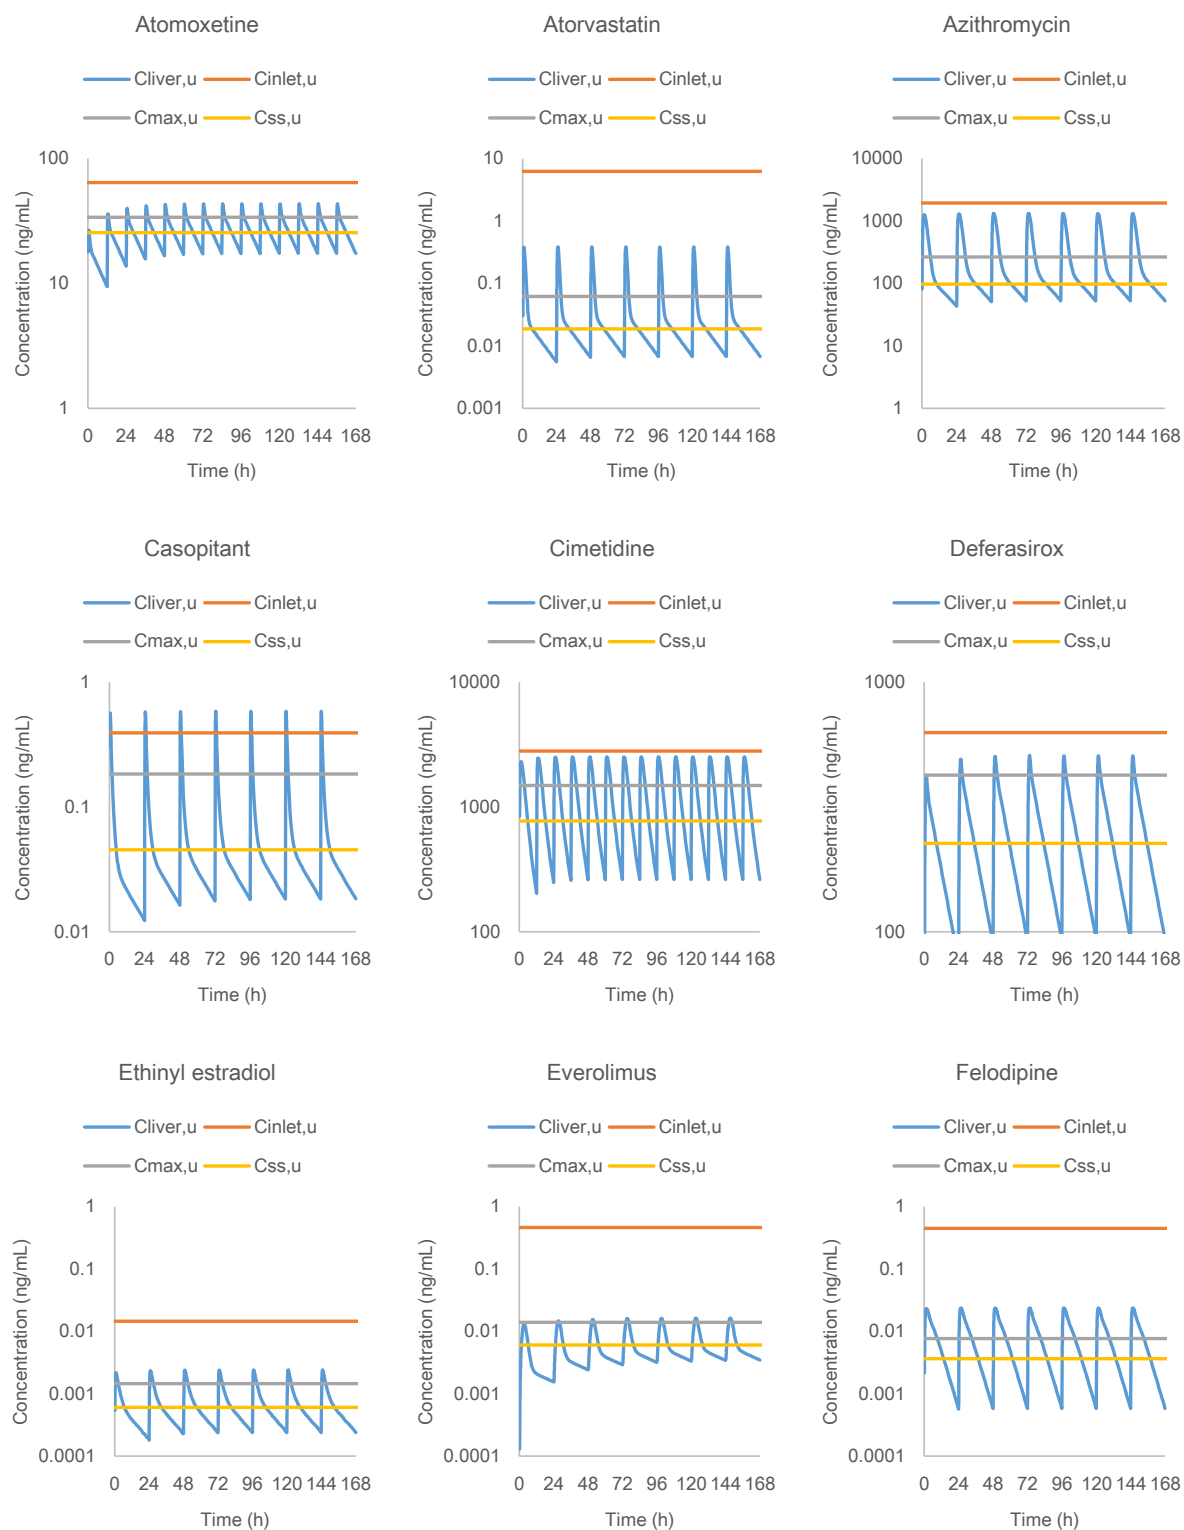 Atomoxetine
Cliver,u Cinlet,u
Cmax,u Css,u
Concentration (ng/mL)
100
10
1
0 24 48 72 96 120 144 168
Time (h)
Atorvastatin
Cliver,u Cinlet,u
Cmax,u Css,u
Concentration (ng/mL)
10
1
0.1
0.01
0.001
0 24 48 72 96 120 144 168
Time (h)
Azithromycin
Cliver,u Cinlet,u
Cmax,u Css,u
Concentration (ng/mL)
10000
1000
100
10
1
0 24 48 72 96 120 144 168
Time (h)
Casopitant
Cliver,u Cinlet,u
Cmax,u Css,u
Concentration (ng/mL)
1
0.1
0.01
0 24 48 72 96 120 144 168
Time (h)
Cimetidine
Cliver,u Cinlet,u
Cmax,u Css,u
Concentration (ng/mL)
10000
1000
100
0 24 48 72 96 120 144 168
Time (h)
Deferasirox
Cliver,u Cinlet,u
Cmax,u Css,u
Concentration (ng/mL)
1000
100
0 24 48 72 96 120 144 168
Time (h)
Ethinyl estradiol
Cliver,u Cinlet,u
Cmax,u Css,u
Concentration (ng/mL)
1
0.1
0.01
0.001
0.0001
0 24 48 72 96 120 144 168
Time (h)
Everolimus
Cliver,u Cinlet,u
Cmax,u Css,u
Concentration (ng/mL)
1
0.1
0.01
0.001
0.0001
0 24 48 72 96 120 144 168
Time (h)
Felodipine
Cliver,u Cinlet,u
Cmax,u Css,u
Concentration (ng/mL)
1
0.1
0.01
0.001
0.0001
0 24 48 72 96 120 144 168
Time (h)